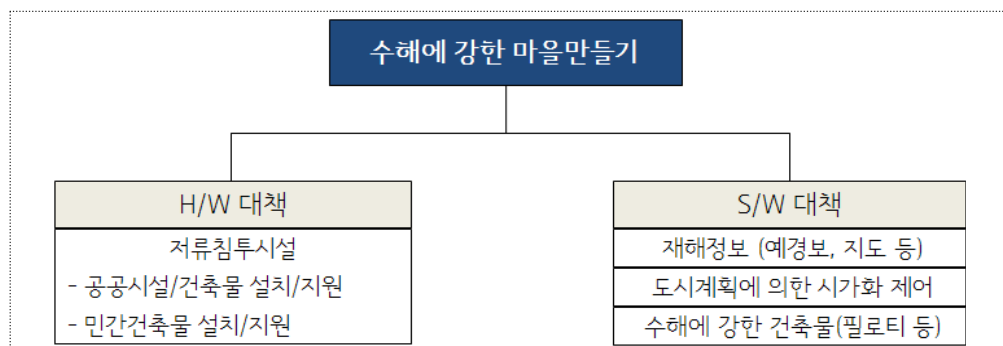 수해에 강한 마을만들기
H/W 대책
저류침투시설
- 공공시설/건축물 설치/지원
- 민간건축물 설치/지원
S/W 대책
재해정보 (예경보, 지도 등)
도시계획에 의한 시가화 제어
수해에 강한 건축물(필로티 등)